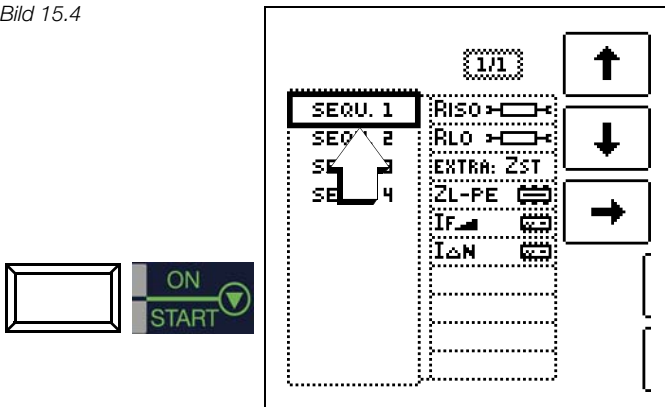 Bild 15.4
1/1
SEQU. 1
RISO
RLO
EXTRA: ZST
ZL-PE
IF
I△N
ON
START